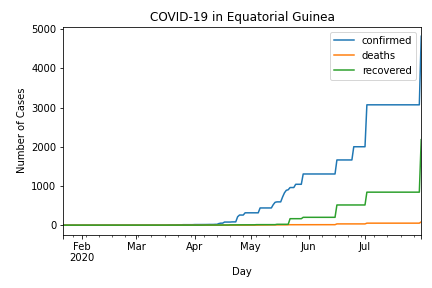 COVID-19 in Equatorial Guinea
5000
4000
3000
2000
1000
0
Number of Cases
confirmed
deaths
recovered
Feb Mar Apr May Jun Jul
2020
Day